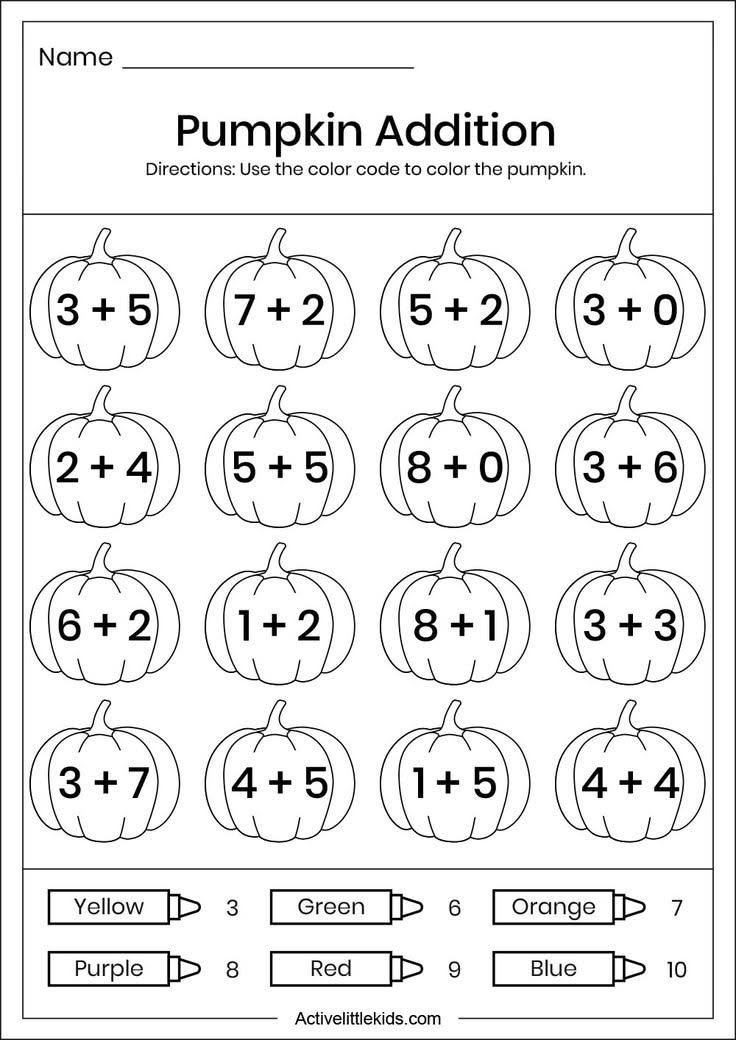 Name
Pumpkin Addition
Directions: Use the color code to color the pumpkin.
3 + 5 7 + 2 5 + 2 3 + 0
2 + 4 5 + 5 8 + 0 3 + 6
6 + 2 1 + 2 8 + 1 3 + 3
3 + 7 4 + 5 1 + 5 4 + 4
Yellow 3 Green 6 Orange 7
Purple 8 Red 9 Blue 10
Activelittlekids.com